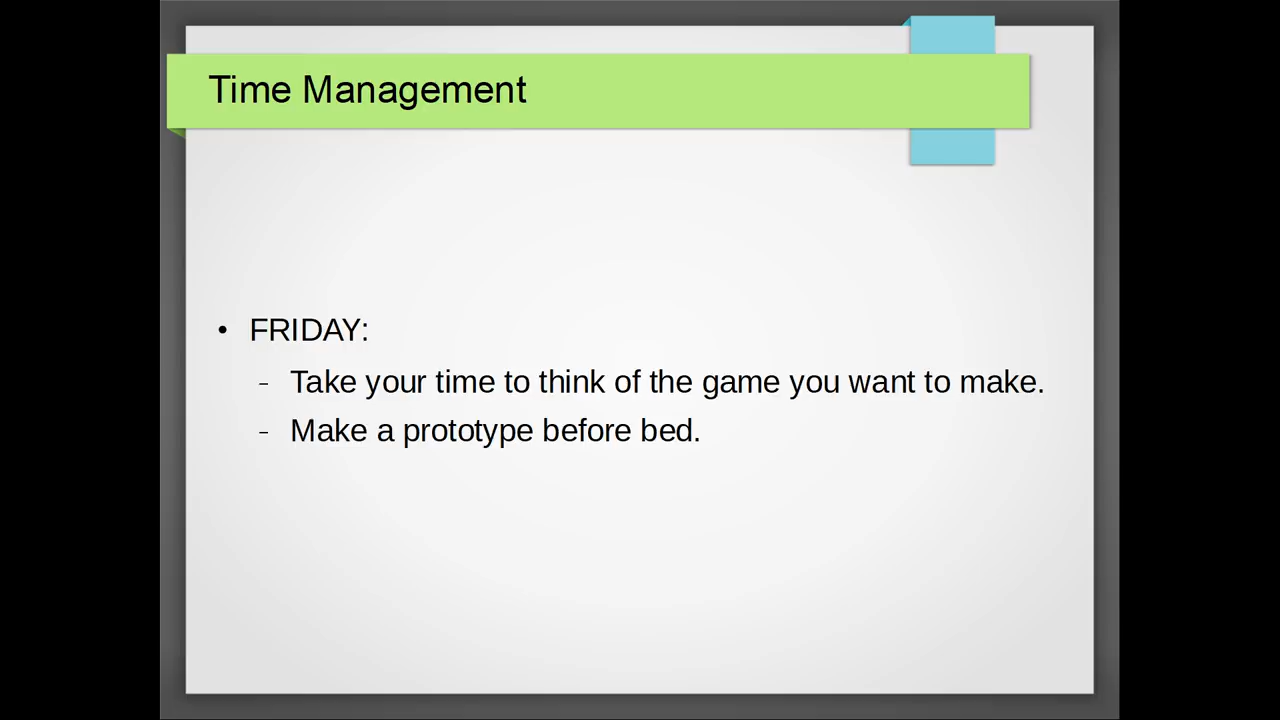 Time Management
• FRIDAY:
– Take your time to think of the game you want to make.
– Make a prototype before bed.